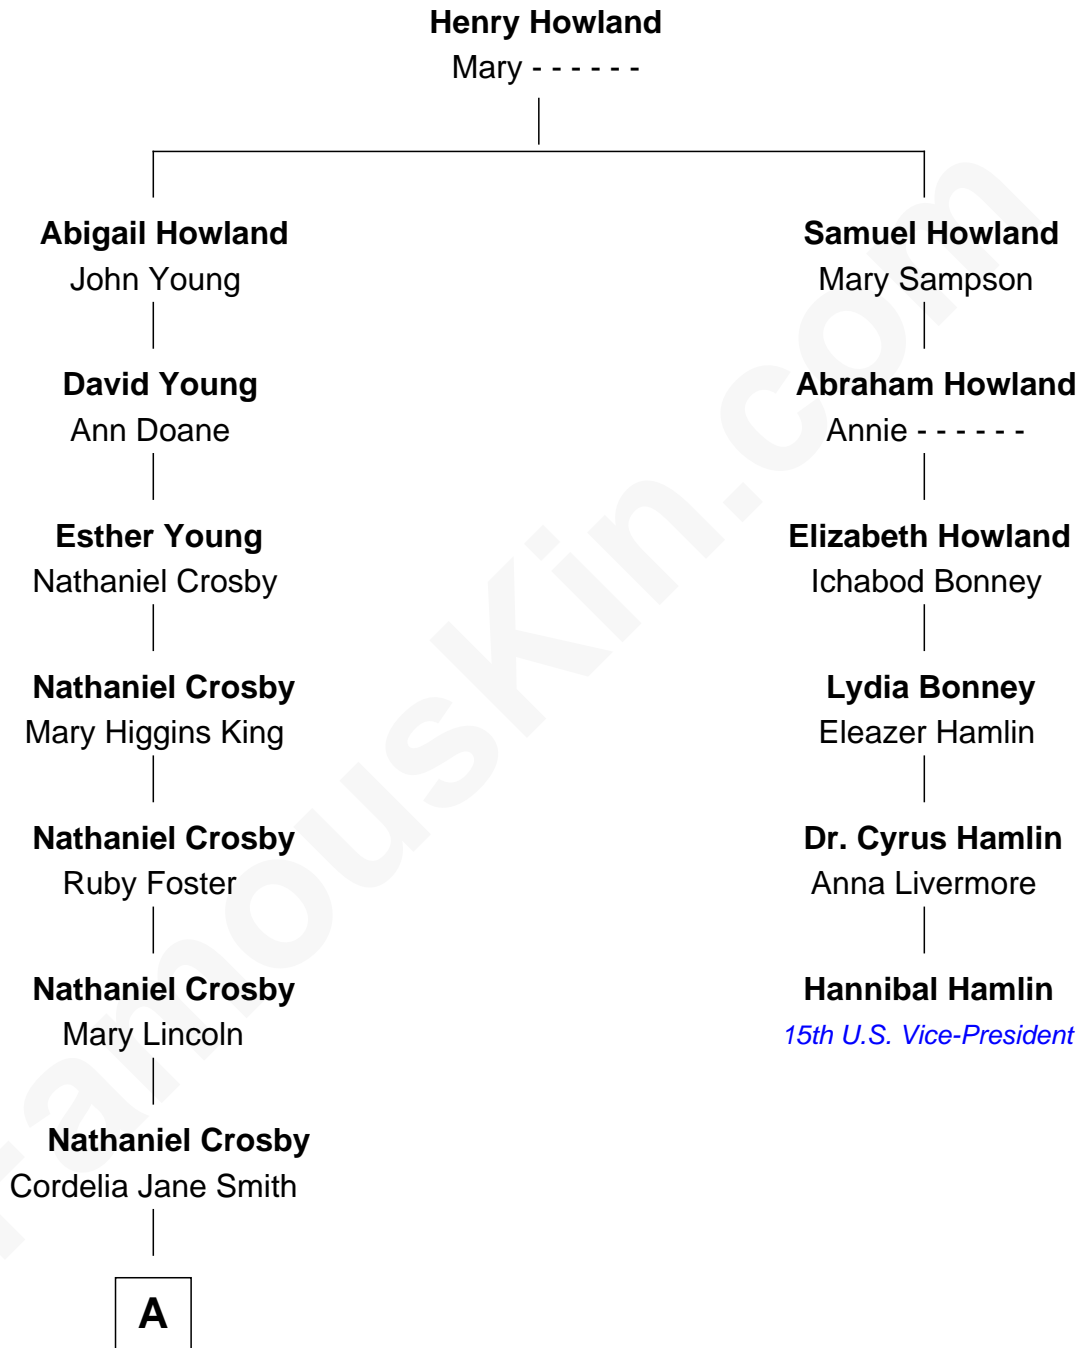 Henry Howland
Mary - - - - - -
Abigail Howland
John Young
David Young
Ann Doane
Esther Young
Nathaniel Crosby
Nathaniel Crosby
Mary Higgins King
Nathaniel Crosby
Ruby Foster
Nathaniel Crosby
Mary Lincoln
Nathaniel Crosby
Cordelia Jane Smith
A
Samuel Howland
Mary Sampson
Abraham Howland
Annie - - - - - -
Elizabeth Howland
Ichabod Bonney
Lydia Bonney
Eleazer Hamlin
Dr. Cyrus Hamlin
Anna Livermore
Hannibal Hamlin
15th U.S. Vice-President
FamousKin.com